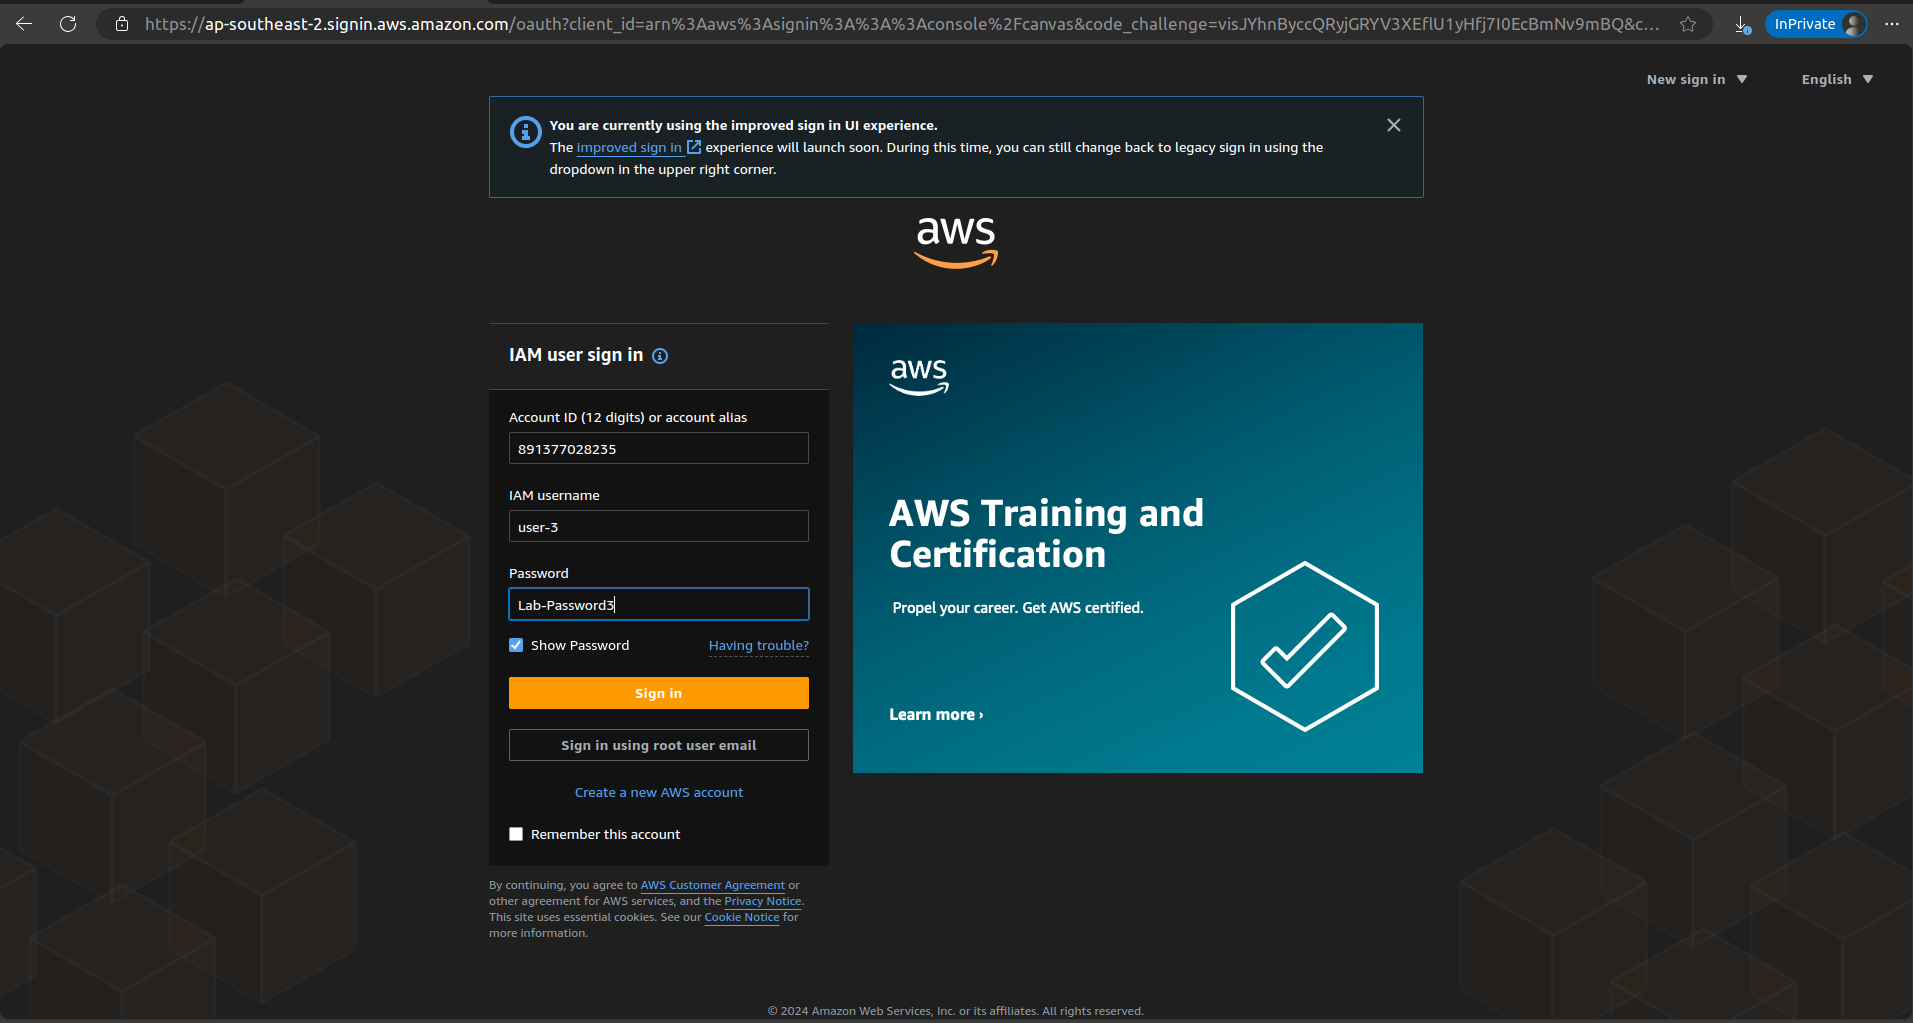 https://ap-southeast-2.signin.aws.amazon.com/oauth?client_id=arn%3Aaws%3Asignin%3A%3A%3Aconsole%2Fcanvas&code_challenge=visJYhnByccQRyjGRYV3XEflU1yHfj7I0EcBmNv9mBQ&c...
InPrivate
New sign in
English
You are currently using the improved sign in UI experience.
The improved sign in experience will launch soon. During this time, you can still change back to legacy sign in using the
dropdown in the upper right corner.
aws
IAM user sign in
Account ID (12 digits) or account alias
891377028235
IAM username
user-3
Password
Lab-Password3
Show Password
Having trouble?
Sign in
Sign in using root user email
Create a new AWS account
Remember this account
By continuing, you agree to AWS Customer Agreement or
other agreement for AWS services, and the Privacy Notice.
This site uses essential cookies. See our Cookie Notice for
more information.
aws
AWS Training and
Certification
Propel your career. Get AWS certified.
Learn more ›
© 2024 Amazon Web Services, Inc. or its affiliates. All rights reserved.